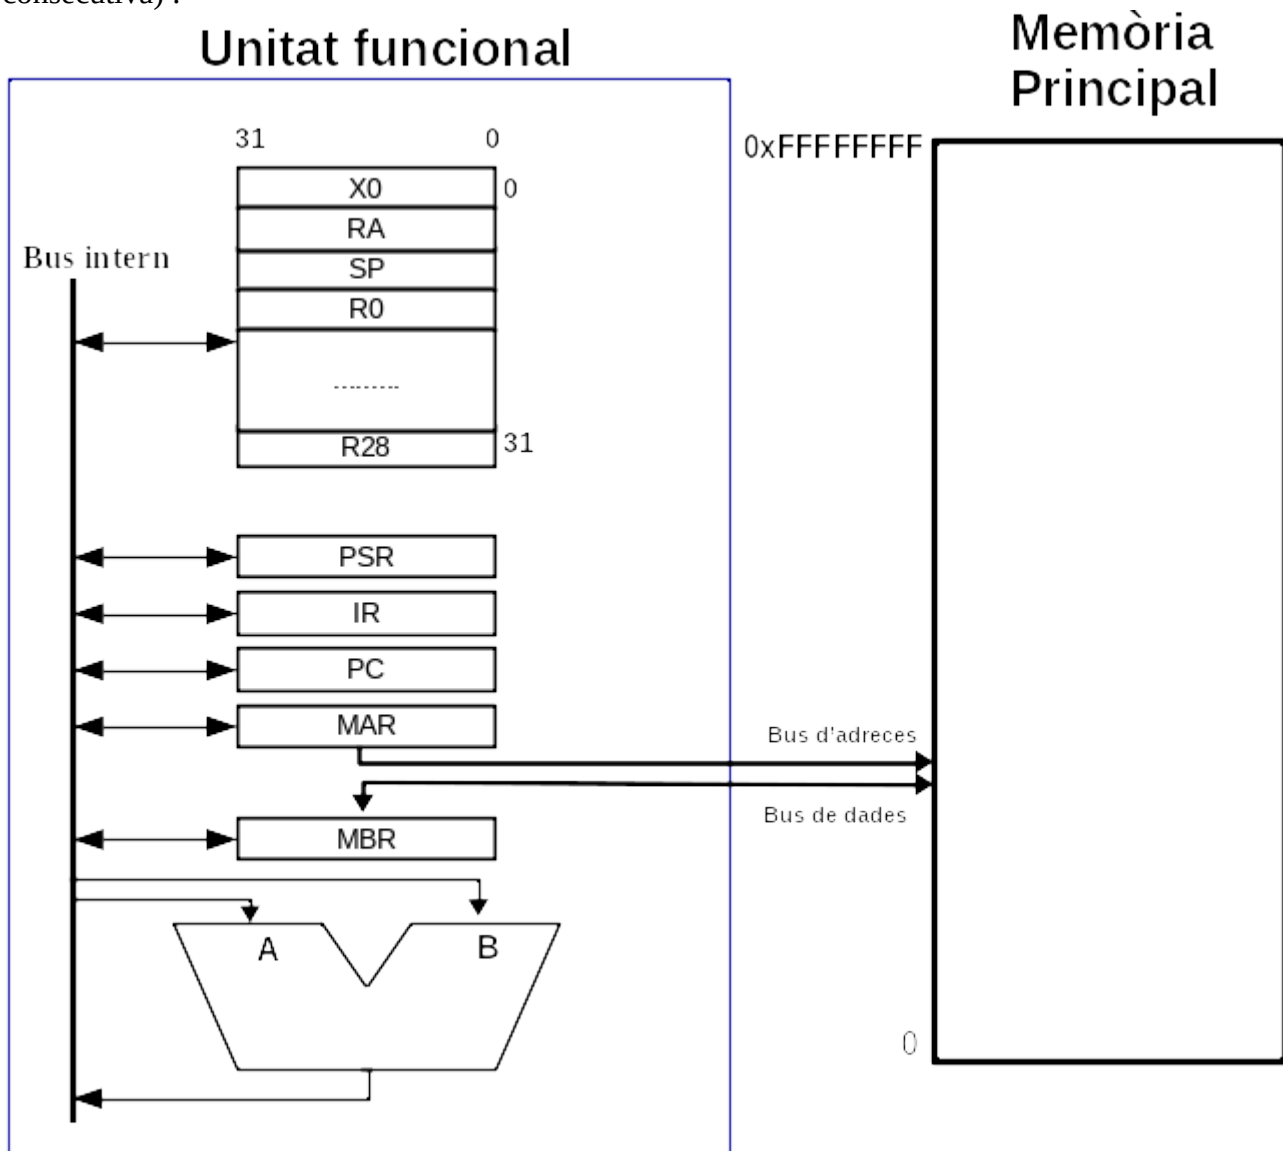 consecutiva) .
Unitat funcional
Memòria
Principal
31 0
0xFFFFFFFF
X0 0
RA
SP
R0
Bus intern
.........
R28 31
PSR
IR
PC
MAR
Bus d'adreces
Bus de dades
MBR
A B
0